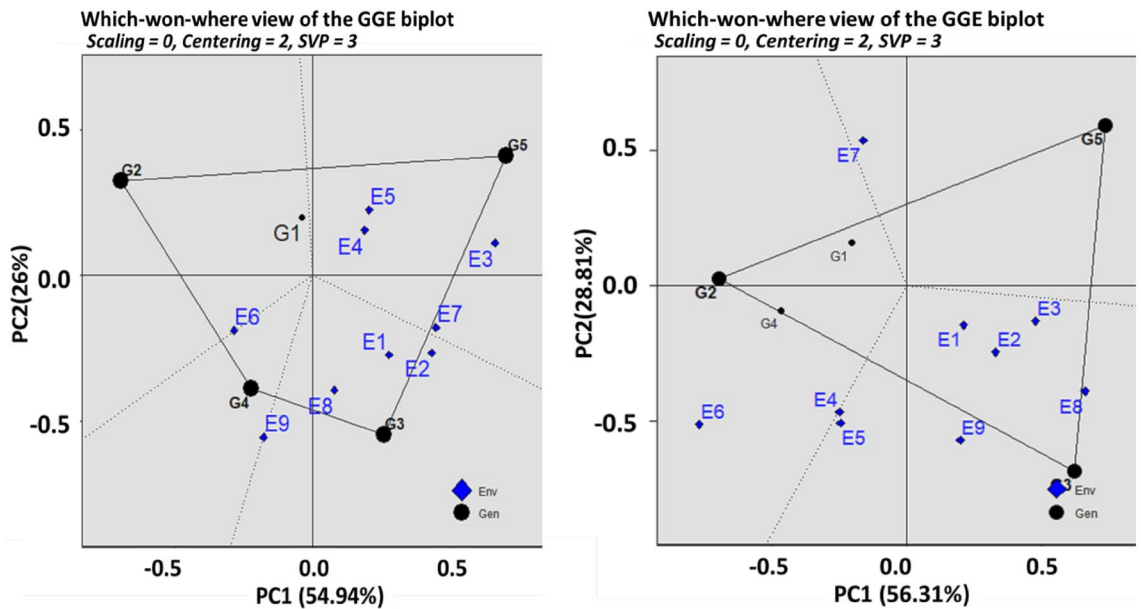 Which-won-where view of the GGE biplot
Scaling = 0, Centering = 2, SVP = 3
0.5
0.0
-0.5
PC2(26%)
G2
G5
G1
E5
E4
E3
E6
E7
E1
E2
G4
E8
G3
E9
Env
Gen
-0.5
0.0
0.5
PC1 (54.94%)
Which-won-where view of the GGE biplot
Scaling = 0, Centering = 2, SVP = 3
0.5
0.0
-0.5
PC2(28.81%)
E7
G5
G1
G2
G4
E3
E1
E2
E4
E8
E6
E5
E9
3
Env
Gen
-0.5
0.0
0.5
PC1 (56.31%)